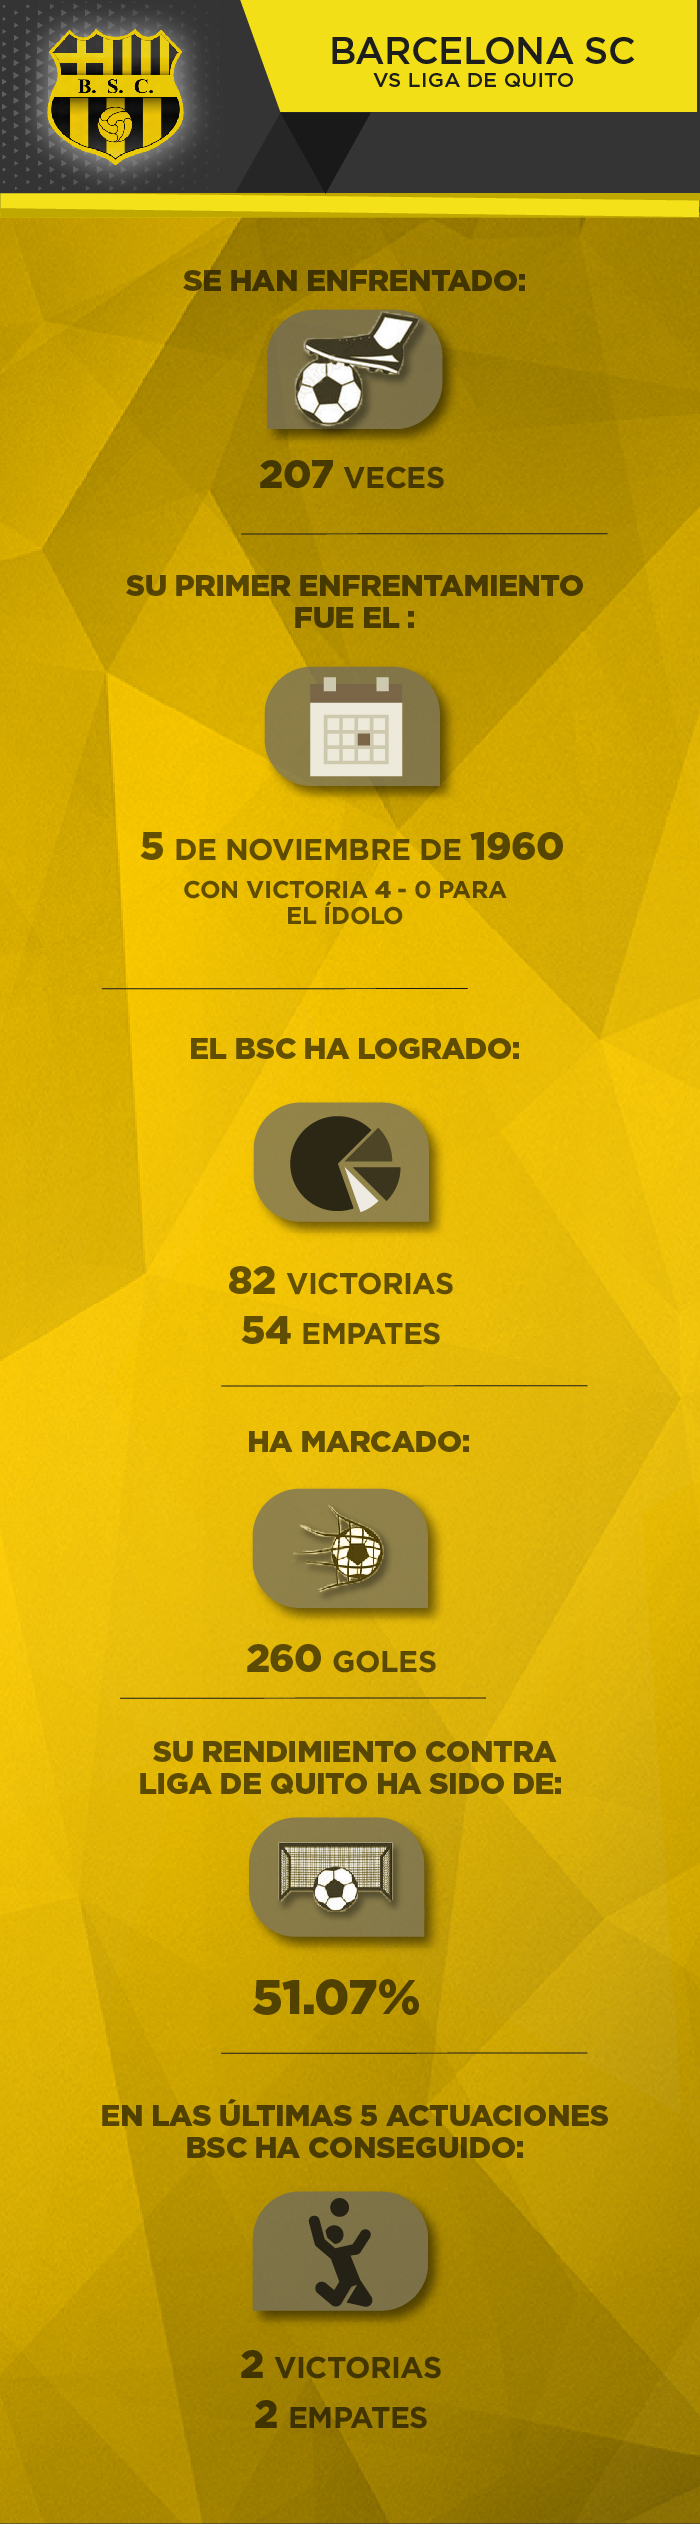 B. S. C.
BARCELONA SC
VS LIGA DE QUITO
SE HAN ENFRENTADO:
207 VECES
SU PRIMER ENFRENTAMIENTO
FUE EL :
5 DE NOVIEMBRE DE 1960
CON VICTORIA 4 - 0 PARA
EL ÍDOLO
EL BSC HA LOGRADO:
82 VICTORIAS
54 EMPATES
HA MARCADO:
260 GOLES
SU RENDIMIENTO CONTRA
LIGA DE QUITO HA SIDO DE:
51.07%
EN LAS ÚLTIMAS 5 ACTUACIONES
BSC HA CONSEGUIDO:
2 VICTORIAS
2 EMPATES